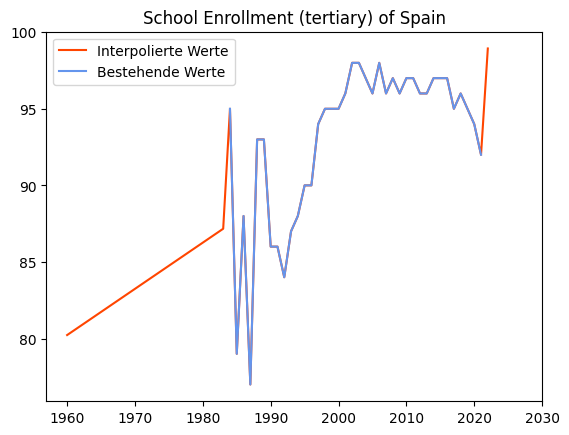 School Enrollment (tertiary) of Spain
100
Interpolierte Werte
Bestehende Werte
95
90
85
80
1960 1970 1980 1990 2000 2010 2020 2030